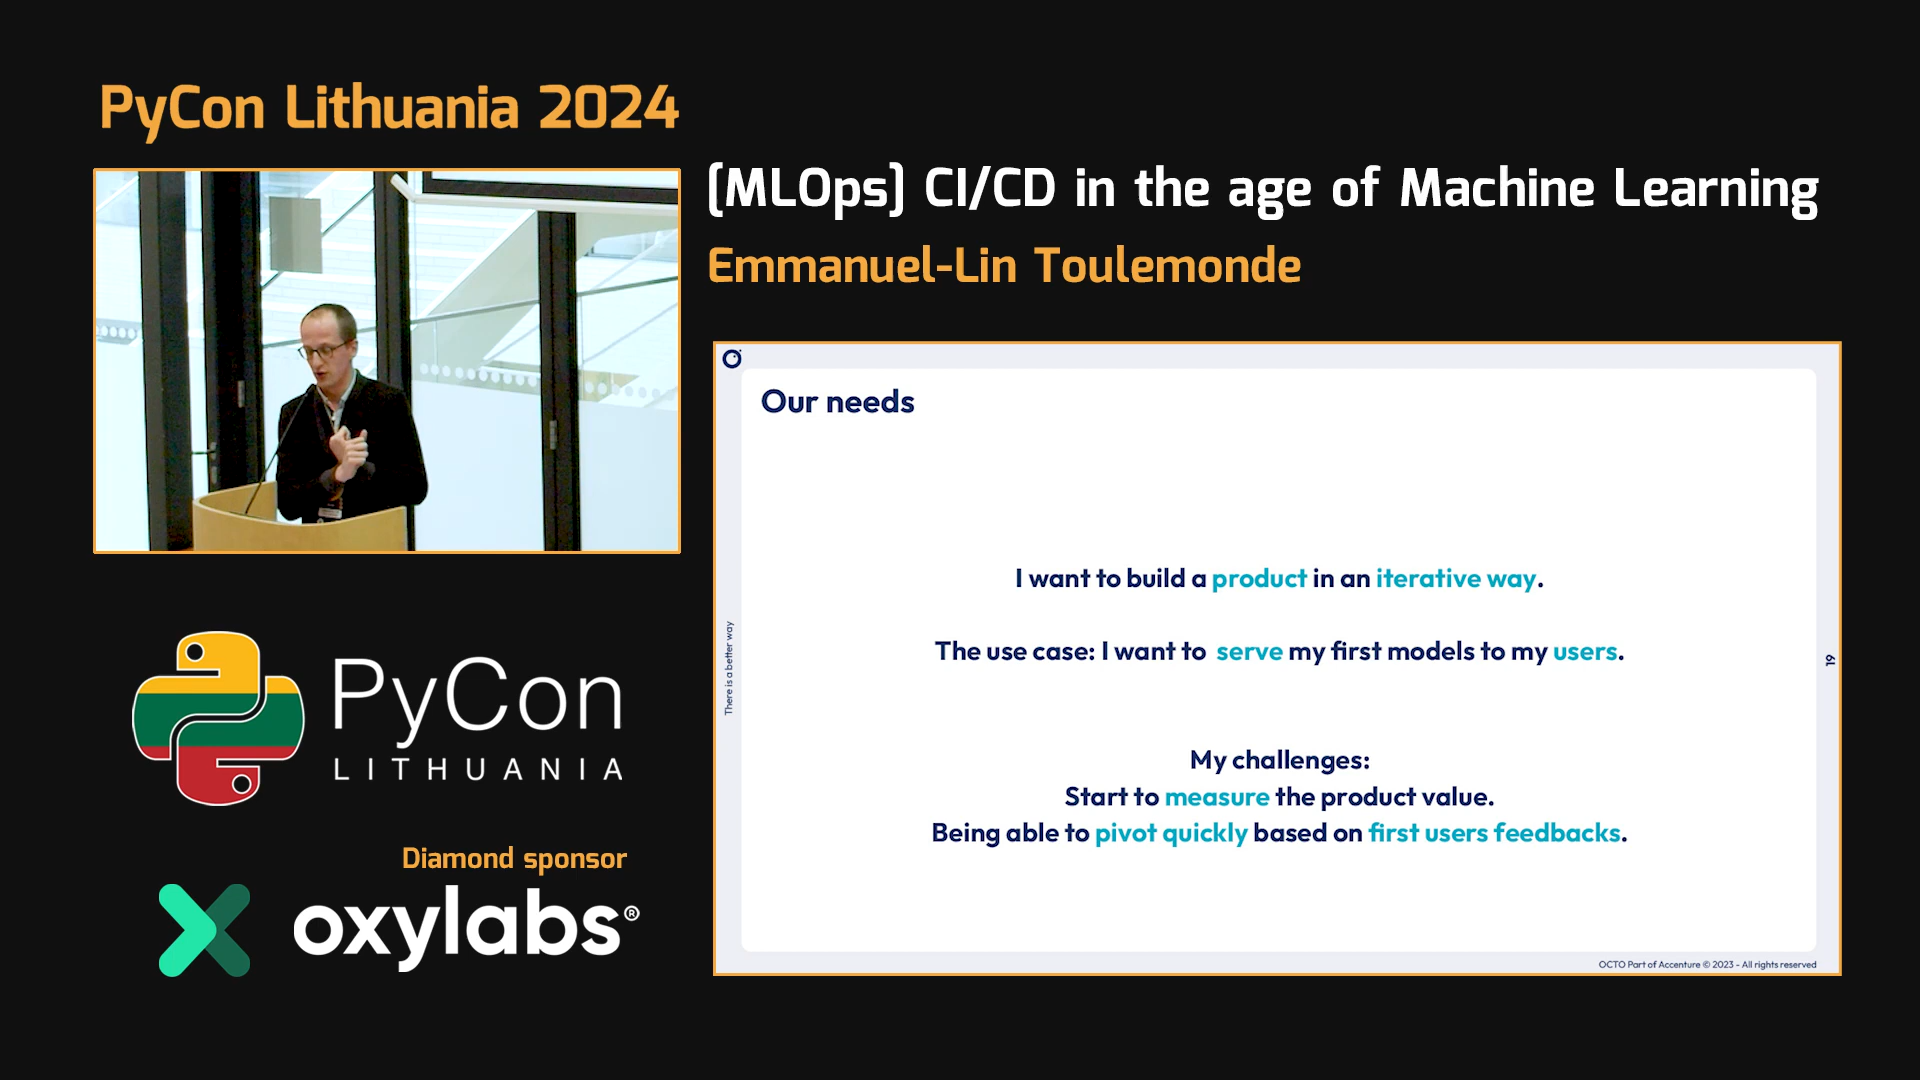 PyCon Lithuania 2024
[MLOps] CI/CD in the age of Machine Learning
Emmanuel-Lin Toulemonde
Our needs
I want to build a product in an iterative way.
The use case: I want to serve my first models to my users.
My challenges:
Start to measure the product value.
Being able to pivot quickly based on first users feedbacks.
There is a better way
19
OCTO Part of Accenture © 2023 - All rights reserved
PyCon
LITHUANIA
Diamond sponsor
oxylabs®